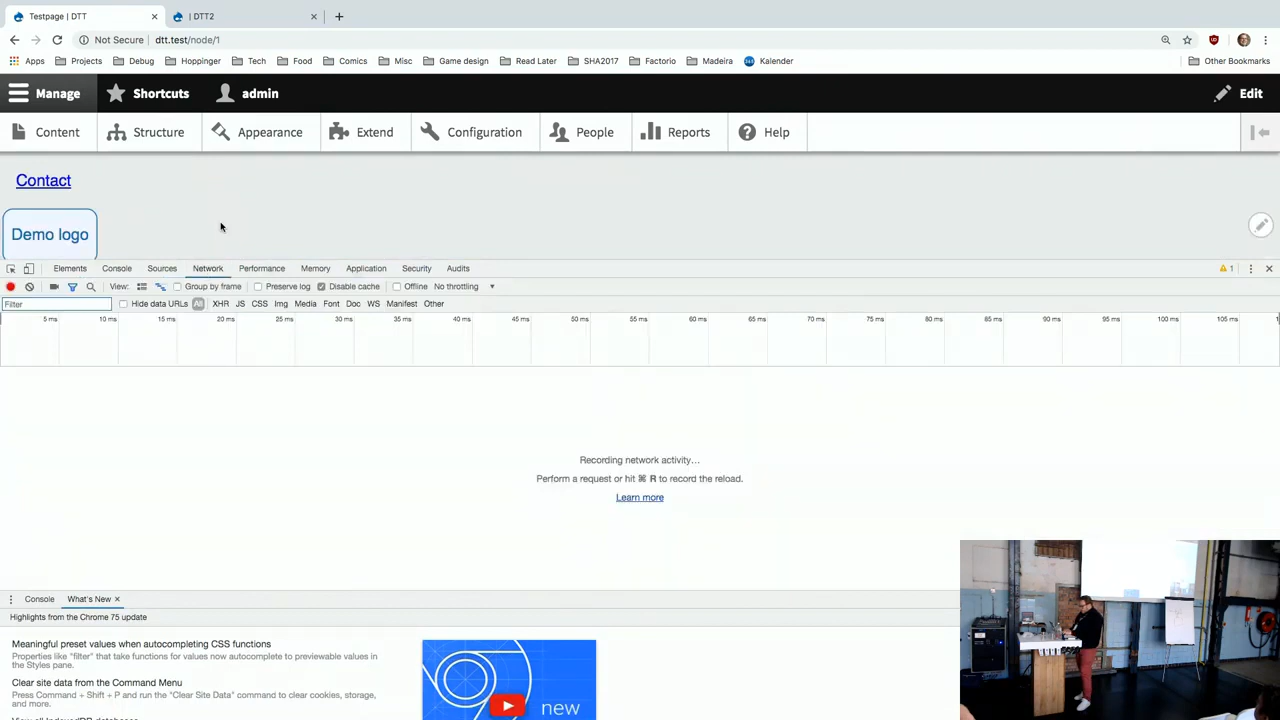 Testpage | DTT
| DTT2
Not Secure | dtt.test/node/1
Apps Projects Debug Hoppinger Tech Food Comics Misc Game design Read Later SHA2017 Factorio Madeira Kalender Other Bookmarks
Manage Shortcuts admin Edit
Content Structure Appearance Extend Configuration People Reports Help
Contact
Demo logo
Elements Console Sources Network Performance Memory Application Security Audits 1
View: Group by frame Preserve log Disable cache Offline No throttling
Filter Hide data URLs All XHR JS CSS Img Media Font Doc WS Manifest Other
5 ms 10 ms 15 ms 20 ms 25 ms 30 ms 35 ms 40 ms 45 ms 50 ms 55 ms 60 ms 65 ms 70 ms 75 ms 80 ms 85 ms 90 ms 95 ms 100 ms 105 ms
Recording network activity…
Perform a request or hit ⌘ R to record the reload.
Learn more
Console What's New
Highlights from the Chrome 75 update
Meaningful preset values when autocompleting CSS functions
Properties like "filter" that take functions for values now autocomplete to previewable values in
the Styles pane.
Clear site data from the Command Menu
Press Command + Shift + P and run the "Clear Site Data" command to clear cookies, storage,
and more.
new